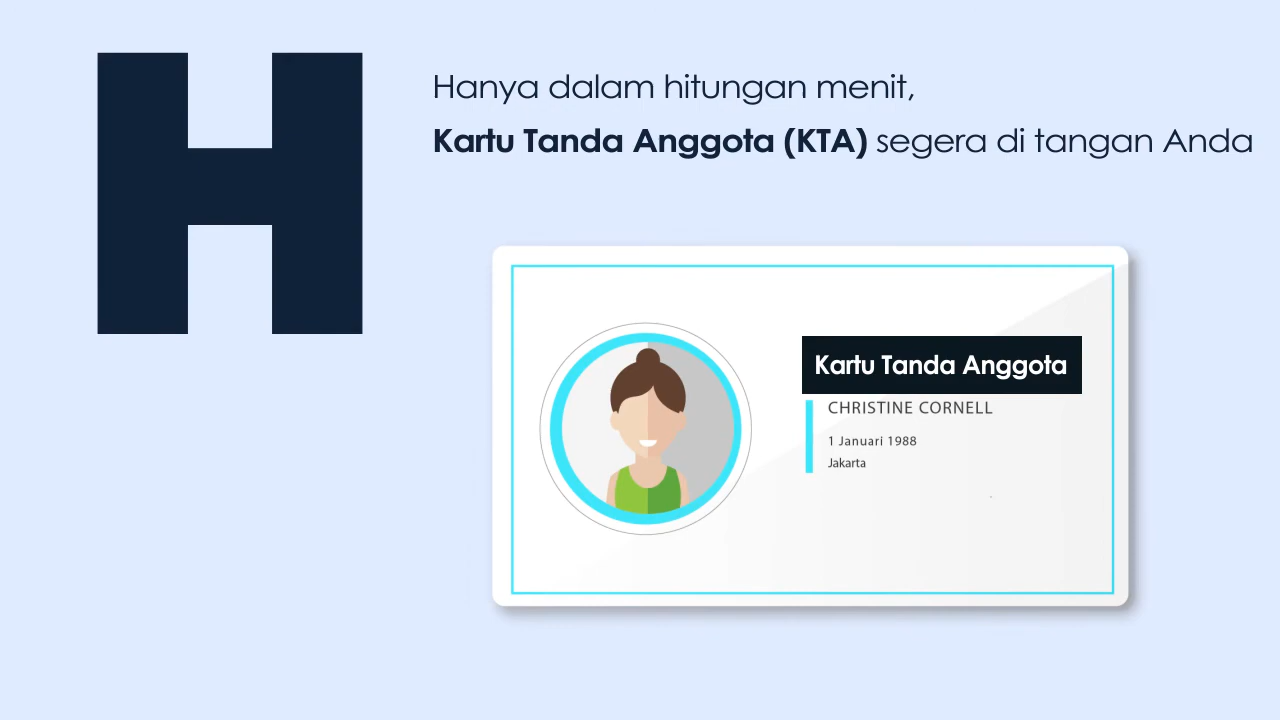 H
Hanya dalam hitungan menit,
Kartu Tanda Anggota (KTA) segera di tangan Anda
Kartu Tanda Anggota
CHRISTINE CORNELL
1 Januari 1988
Jakarta